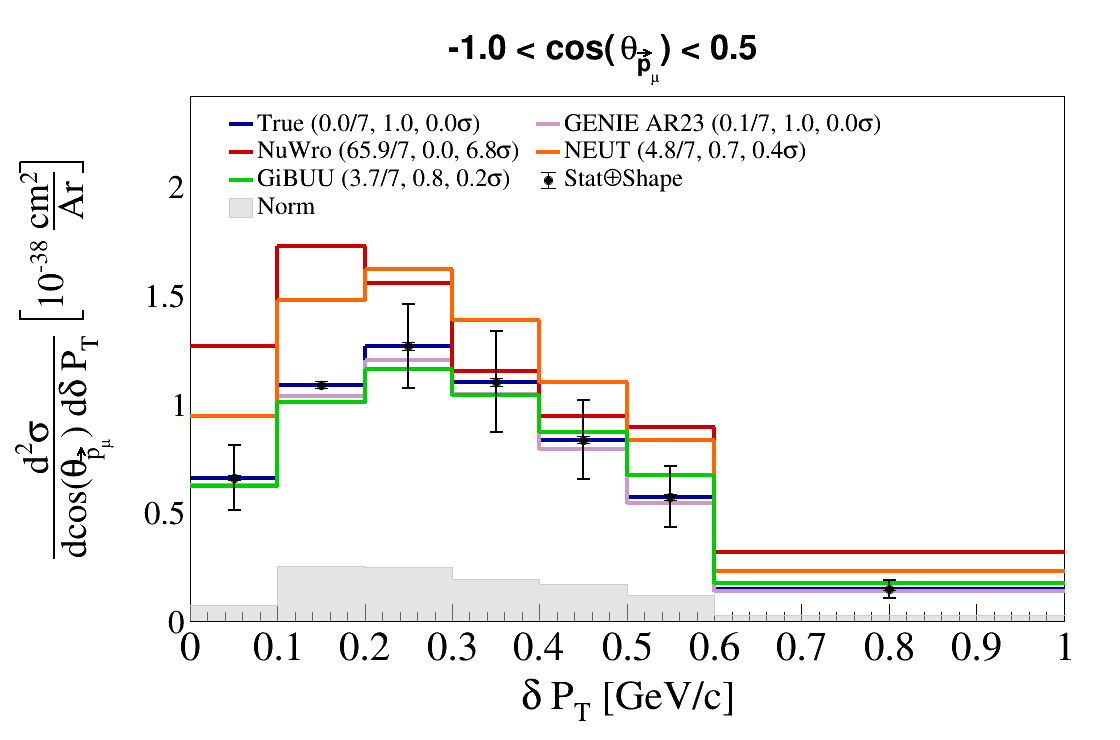 -1.0 < cos(θ_p⃗_μ) < 0.5
True (0.0/7, 1.0, 0.0σ)
GENIE AR23 (0.1/7, 1.0, 0.0σ)
NuWro (65.9/7, 0.0, 6.8σ)
NEUT (4.8/7, 0.7, 0.4σ)
GiBUU (3.7/7, 0.8, 0.2σ)
Stat⊕Shape
Norm
d²σ / dcos(θ_p⃗_μ) dδ P_T [10⁻³⁸ cm²/Ar]
2
1.5
1
0.5
0
0 0.1 0.2 0.3 0.4 0.5 0.6 0.7 0.8 0.9 1
δ P_T [GeV/c]